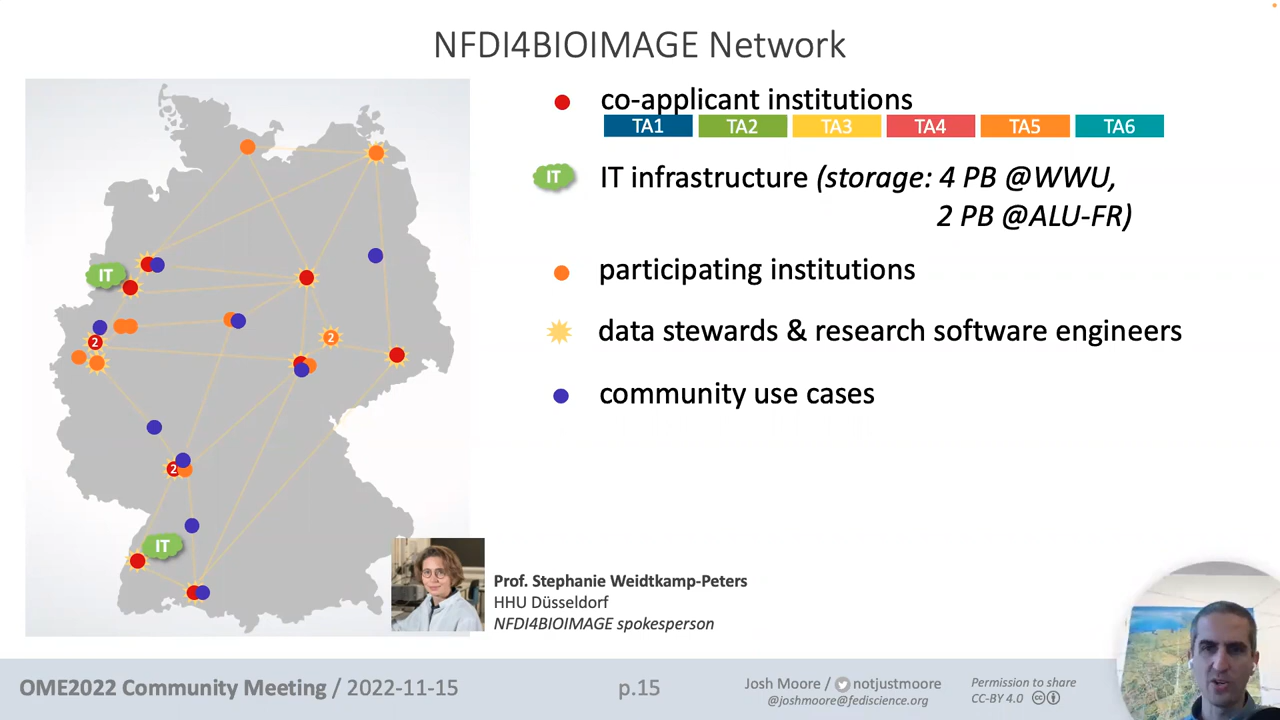 NFDI4BIOIMAGE Network
co-applicant institutions
TA1 TA2 TA3 TA4 TA5 TA6
IT IT infrastructure (storage: 4 PB @WWU,
2 PB @ALU-FR)
participating institutions
data stewards & research software engineers
community use cases
IT
2
2
2
IT
Prof. Stephanie Weidtkamp-Peters
HHU Düsseldorf
NFDI4BIOIMAGE spokesperson
OME2022 Community Meeting / 2022-11-15
p.15
Josh Moore / notjustmoore
@joshmoore@fediscience.org
Permission to share
CC-BY 4.0